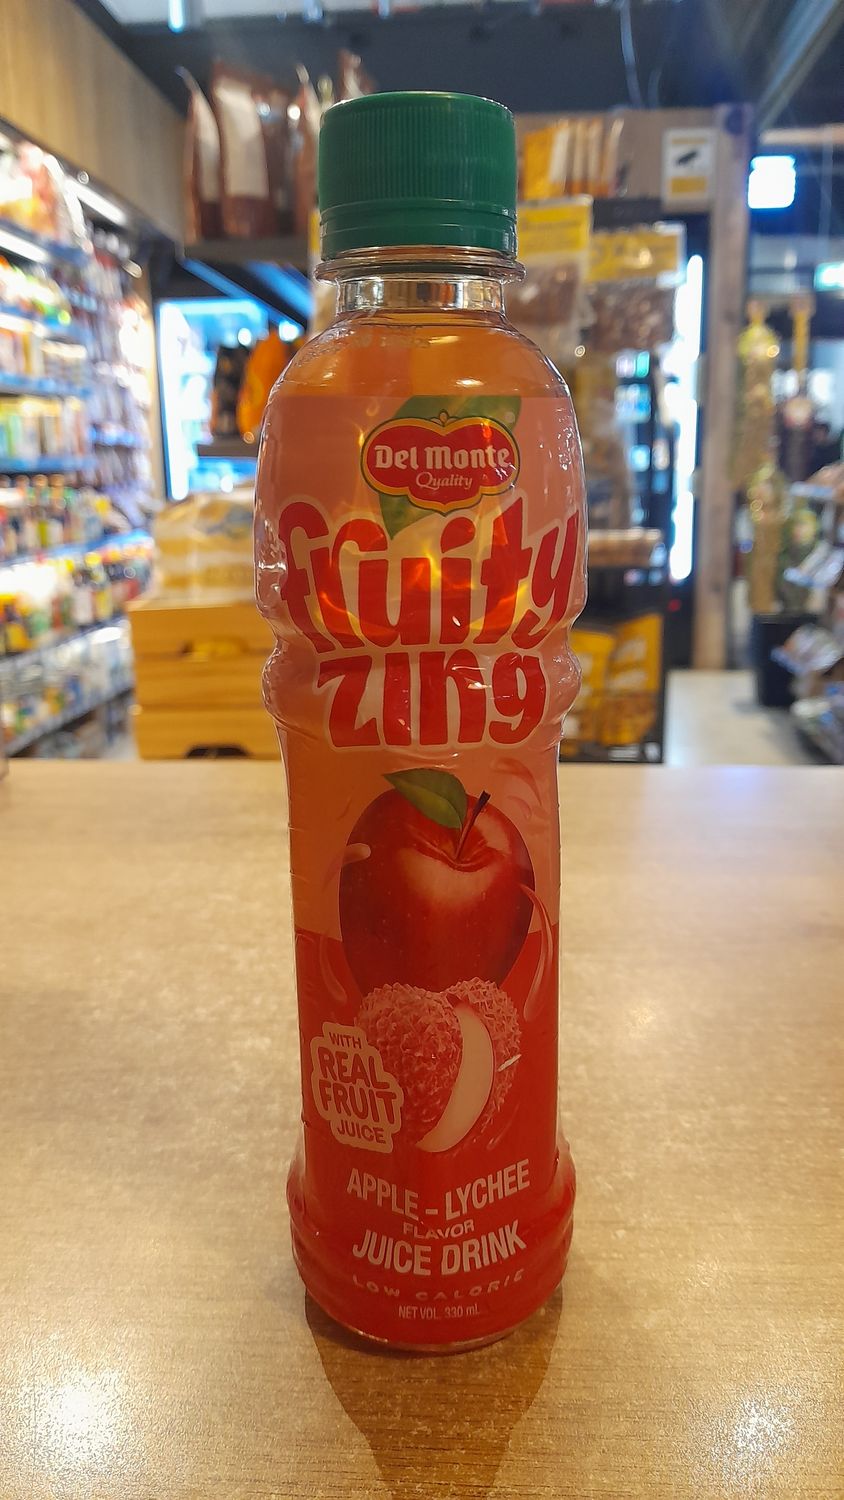 Del Monte
Quality
fruity
zing
WITH
REAL
FRUIT
JUICE
APPLE - LYCHEE
FLAVOR
JUICE DRINK
LOW CALORIE
NET VOL. 330 mL